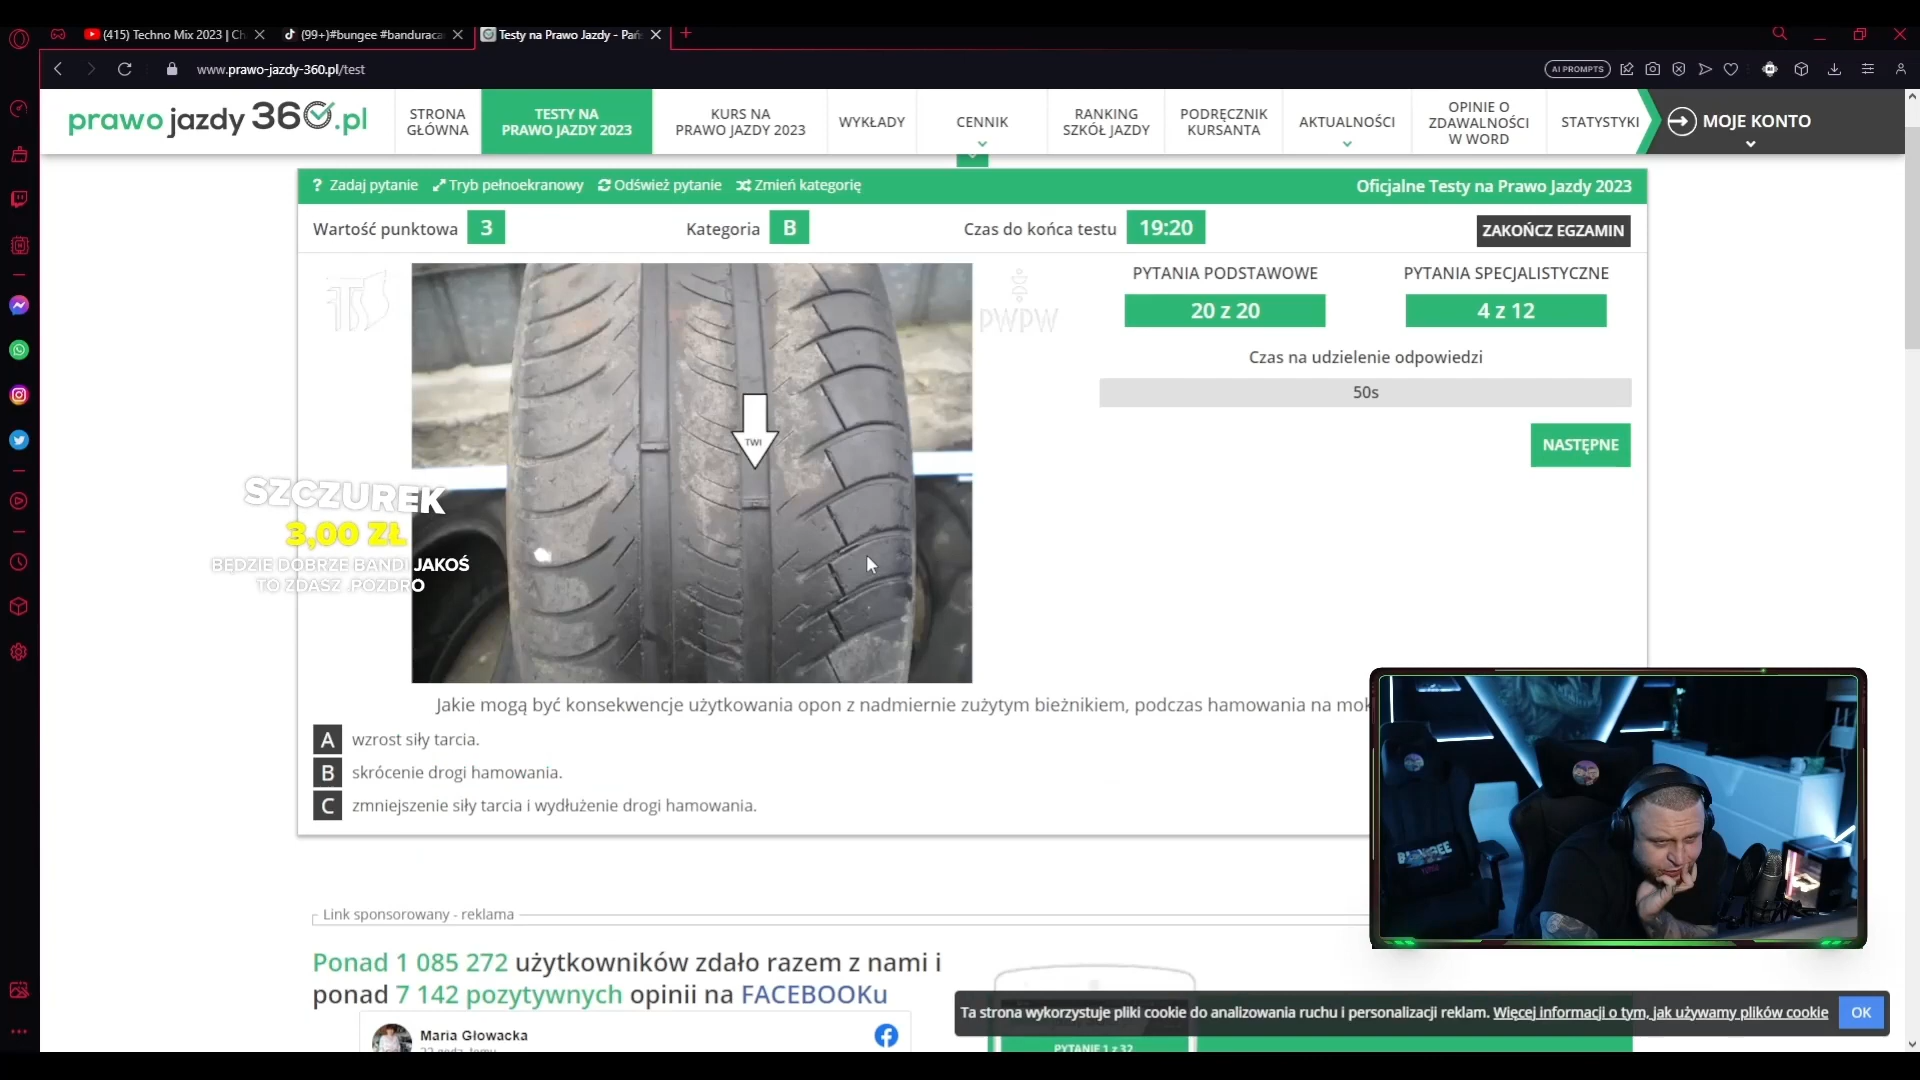 (415) Techno Mix 2023 | Ch
(99+)#bungee #banduraca
Testy na Prawo Jazdy - Pań
www.prawo-jazdy-360.pl/test
AI PROMPTS
prawo jazdy 360.pl
STRONA
GŁÓWNA
TESTY NA
PRAWO JAZDY 2023
KURS NA
PRAWO JAZDY 2023
WYKŁADY
CENNIK
RANKING
SZKÓŁ JAZDY
PODRĘCZNIK
KURSANTA
AKTUALNOŚCI
OPINIE O
ZDAWALNOŚCI
W WORD
STATYSTYKI
MOJE KONTO
? Zadaj pytanie
Tryb pełnoekranowy
Odśwież pytanie
Zmień kategorię
Oficjalne Testy na Prawo Jazdy 2023
Wartość punktowa 3
Kategoria B
Czas do końca testu 19:20
ZAKOŃCZ EGZAMIN
ITS
PWPW
PYTANIA PODSTAWOWE
20 z 20
PYTANIA SPECJALISTYCZNE
4 z 12
Czas na udzielenie odpowiedzi
50s
NASTĘPNE
TWI
SZCZUREK
3,00 ZŁ
BĘDZIE DOBRZE BANDI JAKOŚ
TO ZDASZ .POZDRO
Jakie mogą być konsekwencje użytkowania opon z nadmiernie zużytym bieżnikiem, podczas hamowania na mok
A wzrost siły tarcia.
B skrócenie drogi hamowania.
C zmniejszenie siły tarcia i wydłużenie drogi hamowania.
BUNGEE
Link sponsorowany - reklama
Ponad 1 085 272 użytkowników zdało razem z nami i
ponad 7 142 pozytywnych opinii na FACEBOOKu
Maria Głowacka
Ta strona wykorzystuje pliki cookie do analizowania ruchu i personalizacji reklam. Więcej informacji o tym, jak używamy plików cookie
OK
PYTANIE 1 z 32